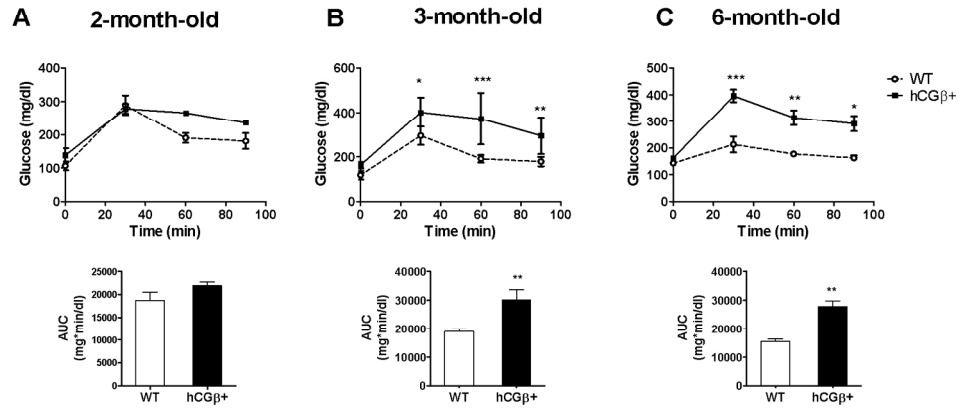 A 2-month-old
B 3-month-old
C 6-month-old
Glucose (mg/dl)
400
300
200
100
0
0 20 40 60 80 100
Time (min)
Glucose (mg/dl)
600
400
200
0
* *** **
0 20 40 60 80 100
Time (min)
Glucose (mg/dl)
500
400
300
200
100
0
*** ** *
0 20 40 60 80 100
Time (min)
WT
hCGβ+
AUC
(mg*min/dl)
25000
20000
15000
10000
5000
0
WT hCGβ+
AUC
(mg*min/dl)
40000
30000
20000
10000
0
**
WT hCGβ+
AUC
(mg*min/dl)
40000
30000
20000
10000
0
**
WT hCGβ+